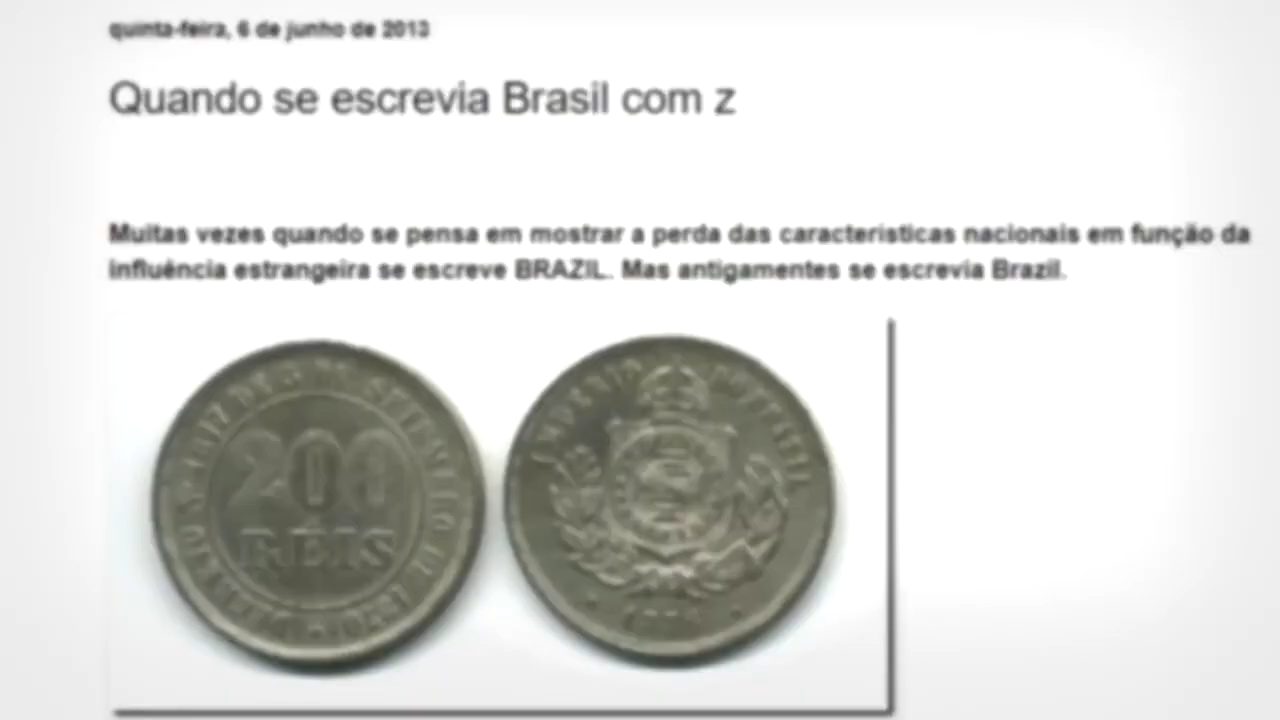 quinta-feira, 6 de junho de 2013
Quando se escrevia Brasil com z
Muitas vezes quando se pensa em mostrar a perda das características nacionais em função da
influência estrangeira se escreve BRAZIL. Mas antigamentes se escrevia Brazil.
200
REIS